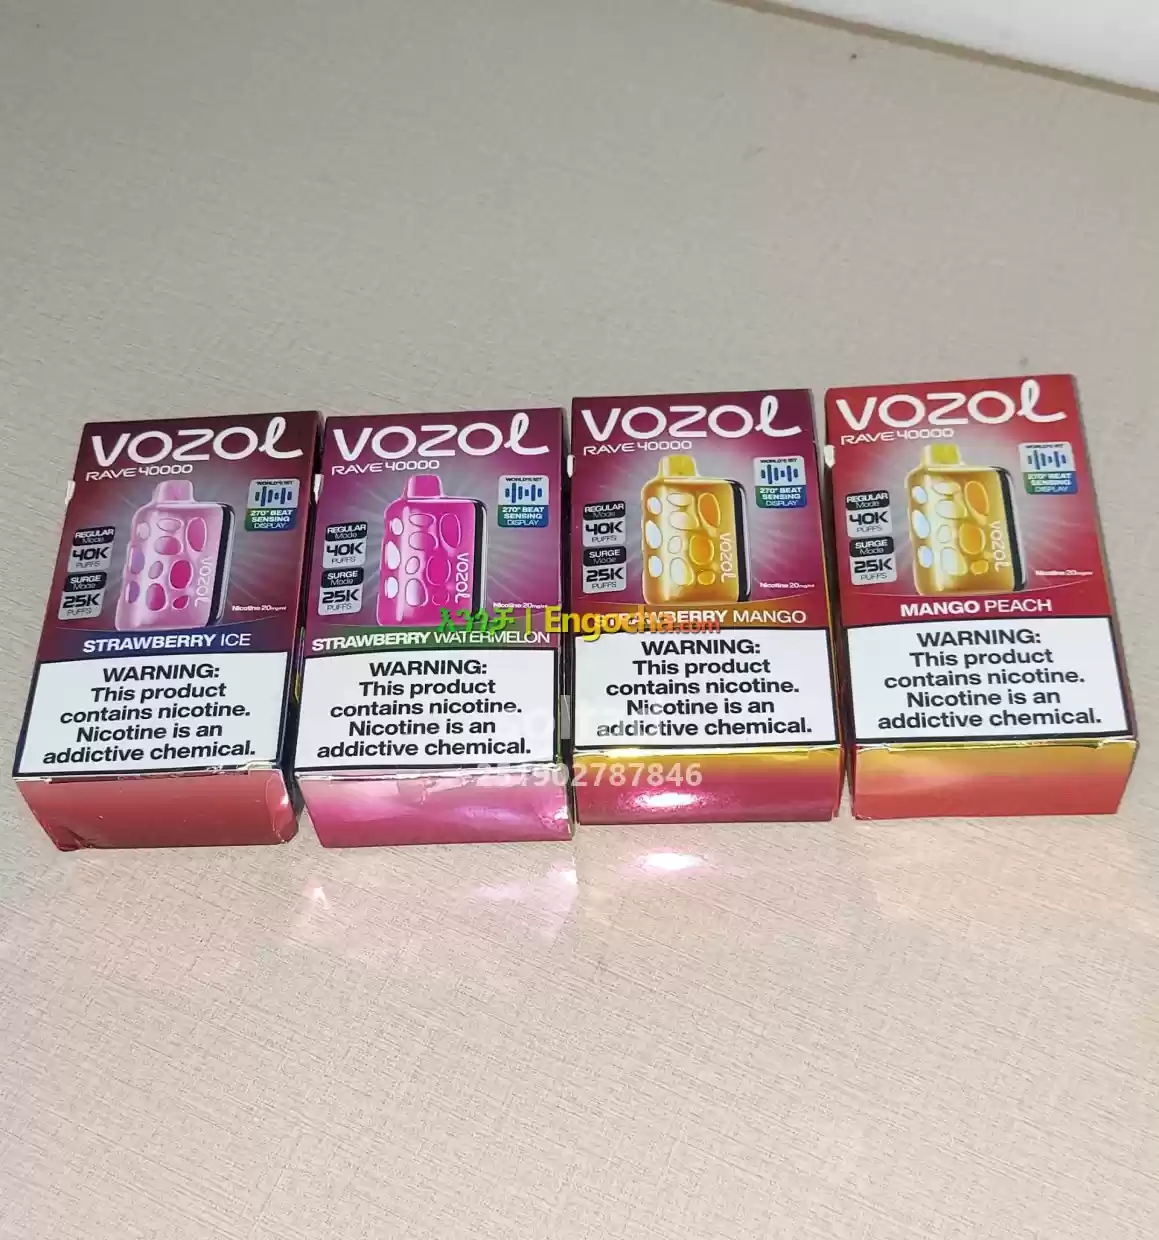 VOZOL
RAVE 40000
WORLD'S 1ST
270° BEAT
SENSING
DISPLAY
REGULAR
Mode
40K
PUFFS
SURGE
Mode
25K
PUFFS
VOZOL
Nicotine 20mg/ml
STRAWBERRY ICE
WARNING:
This product
contains nicotine.
Nicotine is an
addictive chemical.
VOZOL
RAVE 40000
WORLD'S 1ST
270° BEAT
SENSING
DISPLAY
REGULAR
Mode
40K
PUFFS
SURGE
Mode
25K
PUFFS
VOZOL
Nicotine 20mg/ml
STRAWBERRY WATERMELON
WARNING:
This product
contains nicotine.
Nicotine is an
addictive chemical.
VOZOL
RAVE 40000
WORLD'S 1ST
270° BEAT
SENSING
DISPLAY
REGULAR
Mode
40K
PUFFS
SURGE
Mode
25K
PUFFS
VOZOL
Nicotine 20mg/ml
STRAWBERRY MANGO
WARNING:
This product
contains nicotine.
Nicotine is an
addictive chemical.
VOZOL
RAVE 40000
WORLD'S 1ST
270° BEAT
SENSING
DISPLAY
REGULAR
Mode
40K
PUFFS
SURGE
Mode
25K
PUFFS
VOZOL
Nicotine 20mg/ml
MANGO PEACH
WARNING:
This product
contains nicotine.
Nicotine is an
addictive chemical.
እንጎቻ | Engocha.com
251902787846